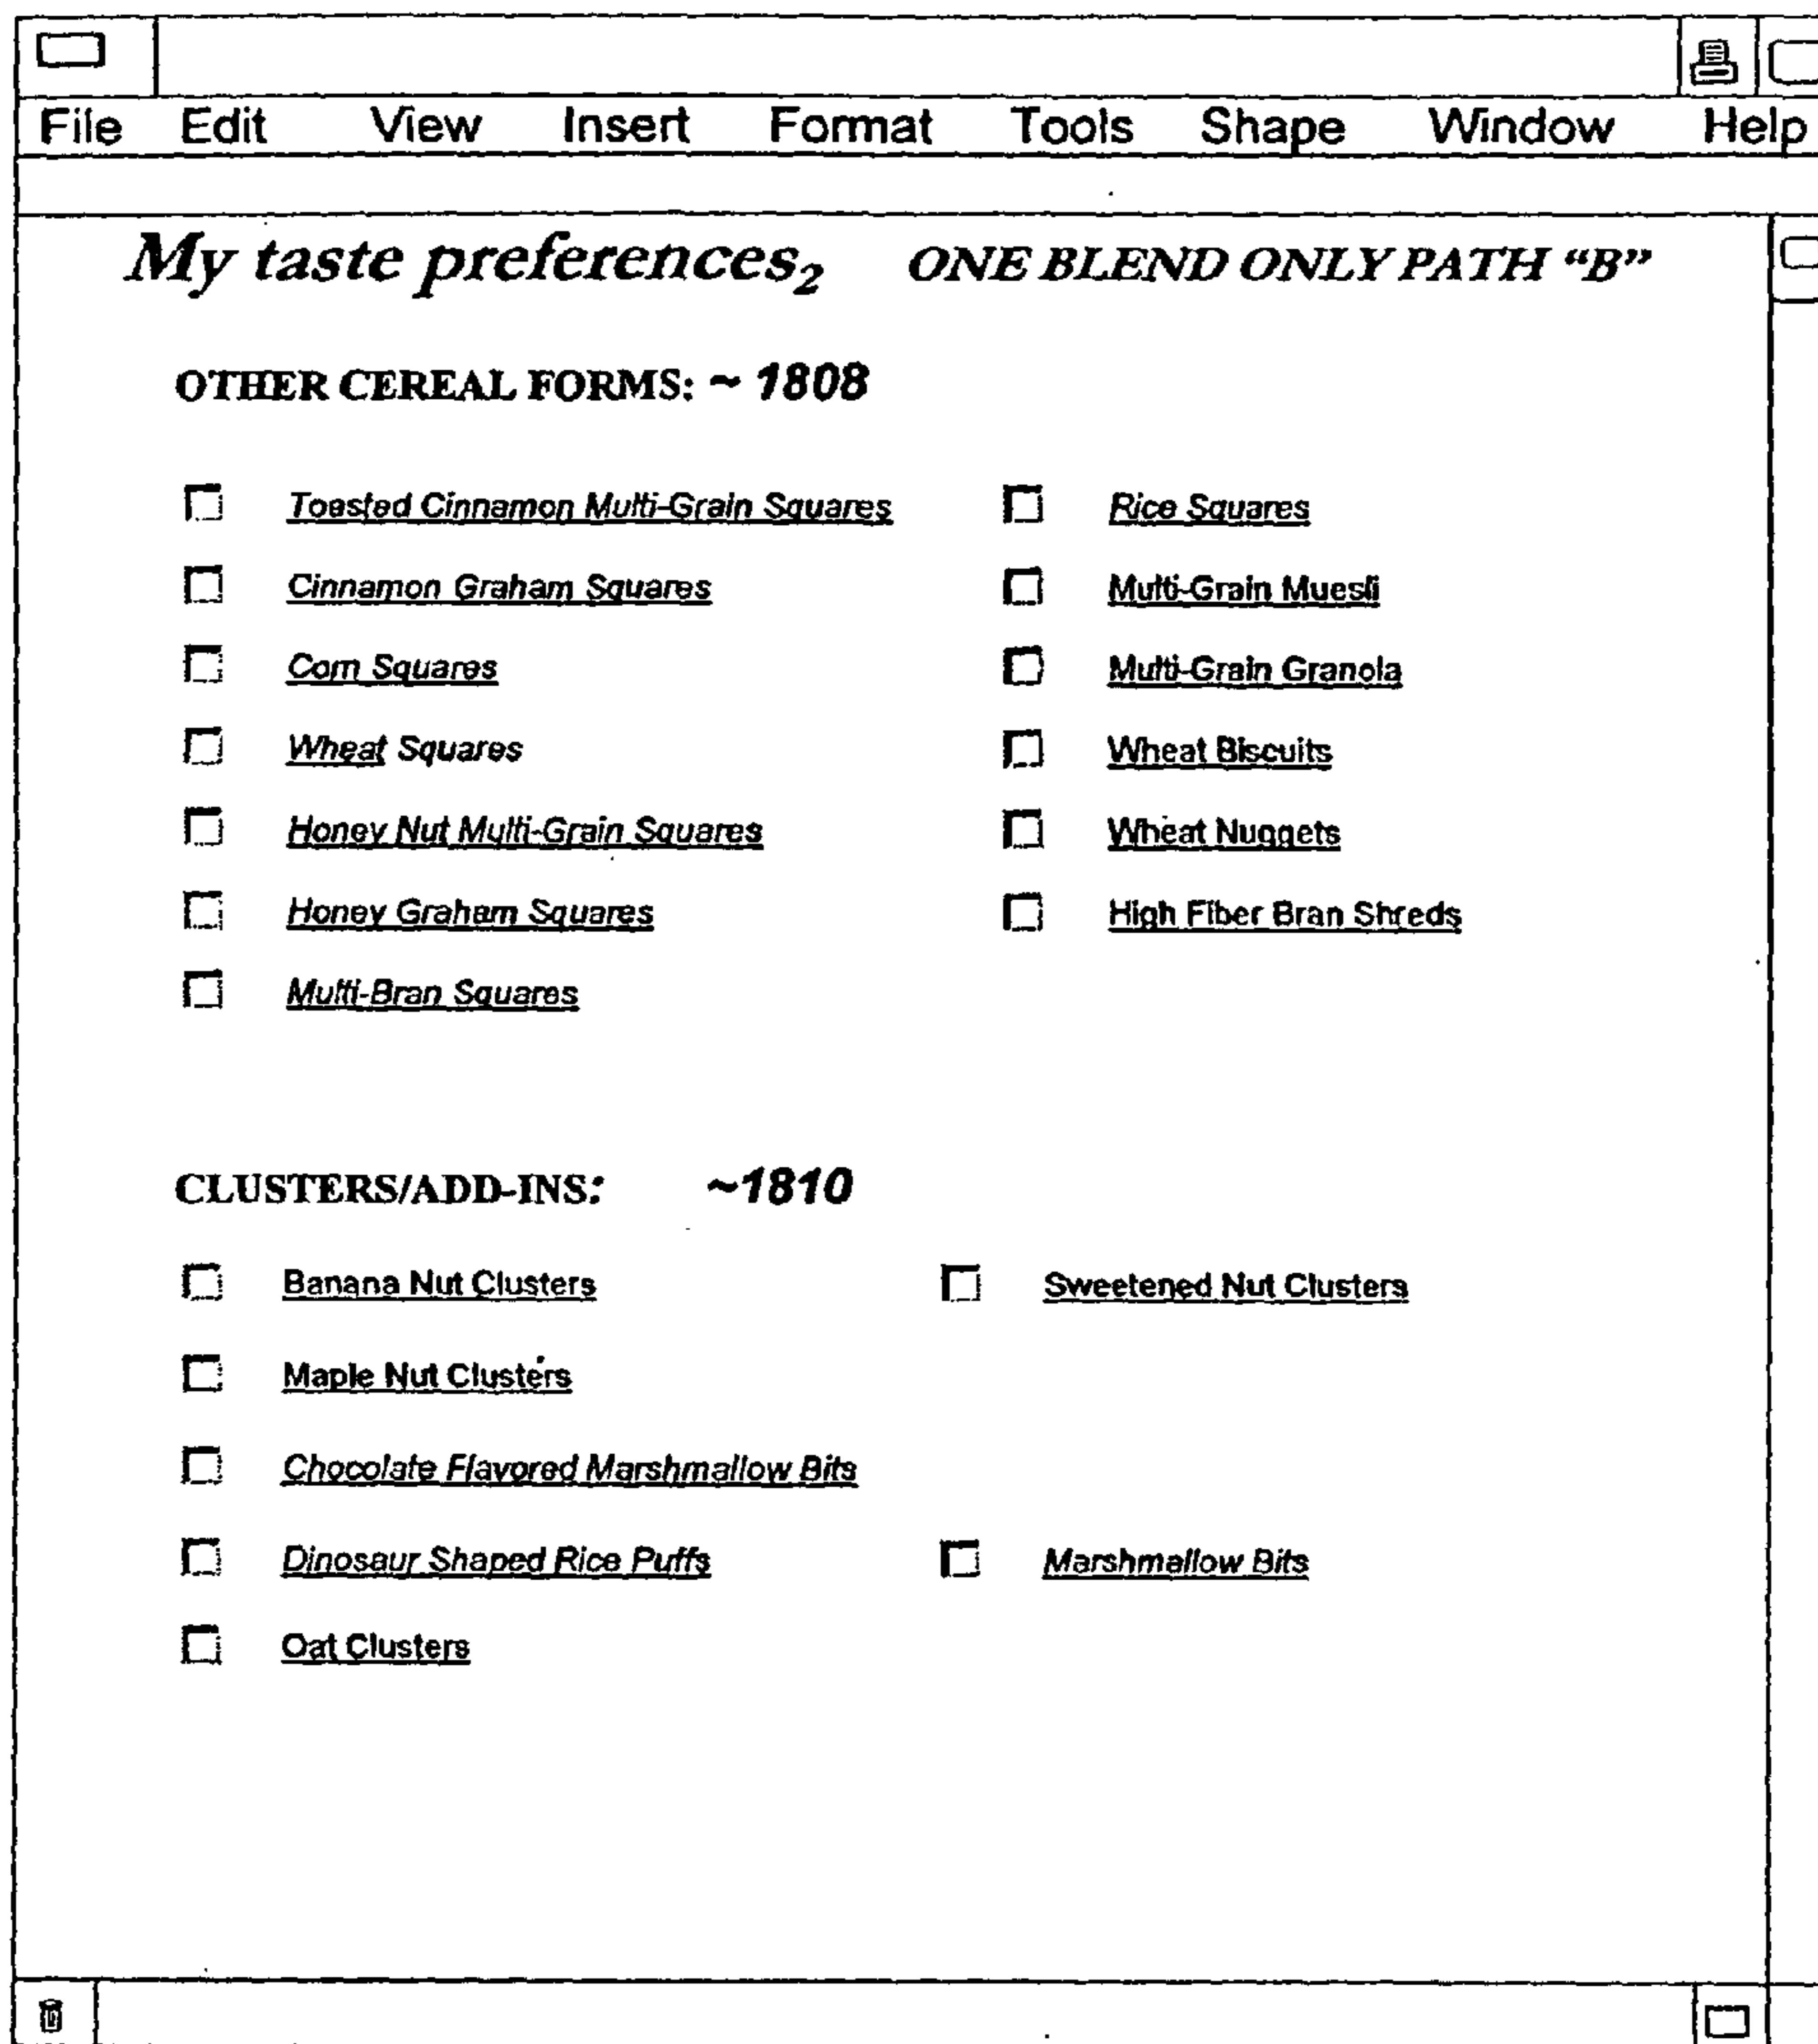 File Edit View Insert Format Tools Shape Window Help
My taste preferences₂ ONE BLEND ONLY PATH “B”
OTHER CEREAL FORMS: ~ 1808
Toasted Cinnamon Multi-Grain Squares Rice Squares
Cinnamon Graham Squares Multi-Grain Muesli
Corn Squares Multi-Grain Granola
Wheat Squares Wheat Biscuits
Honey Nut Multi-Grain Squares Wheat Nuggets
Honey Graham Squares High Fiber Bran Shreds
Multi-Bran Squares
CLUSTERS/ADD-INS: ~1810
Banana Nut Clusters Sweetened Nut Clusters
Maple Nut Clusters
Chocolate Flavored Marshmallow Bits
Dinosaur Shaped Rice Puffs Marshmallow Bits
Oat Clusters